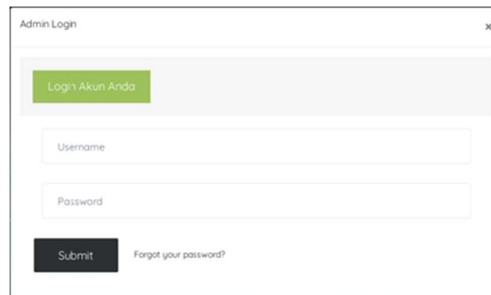 Admin Login
×
Login Akun Anda
Username
Password
Submit
Forgot your password?